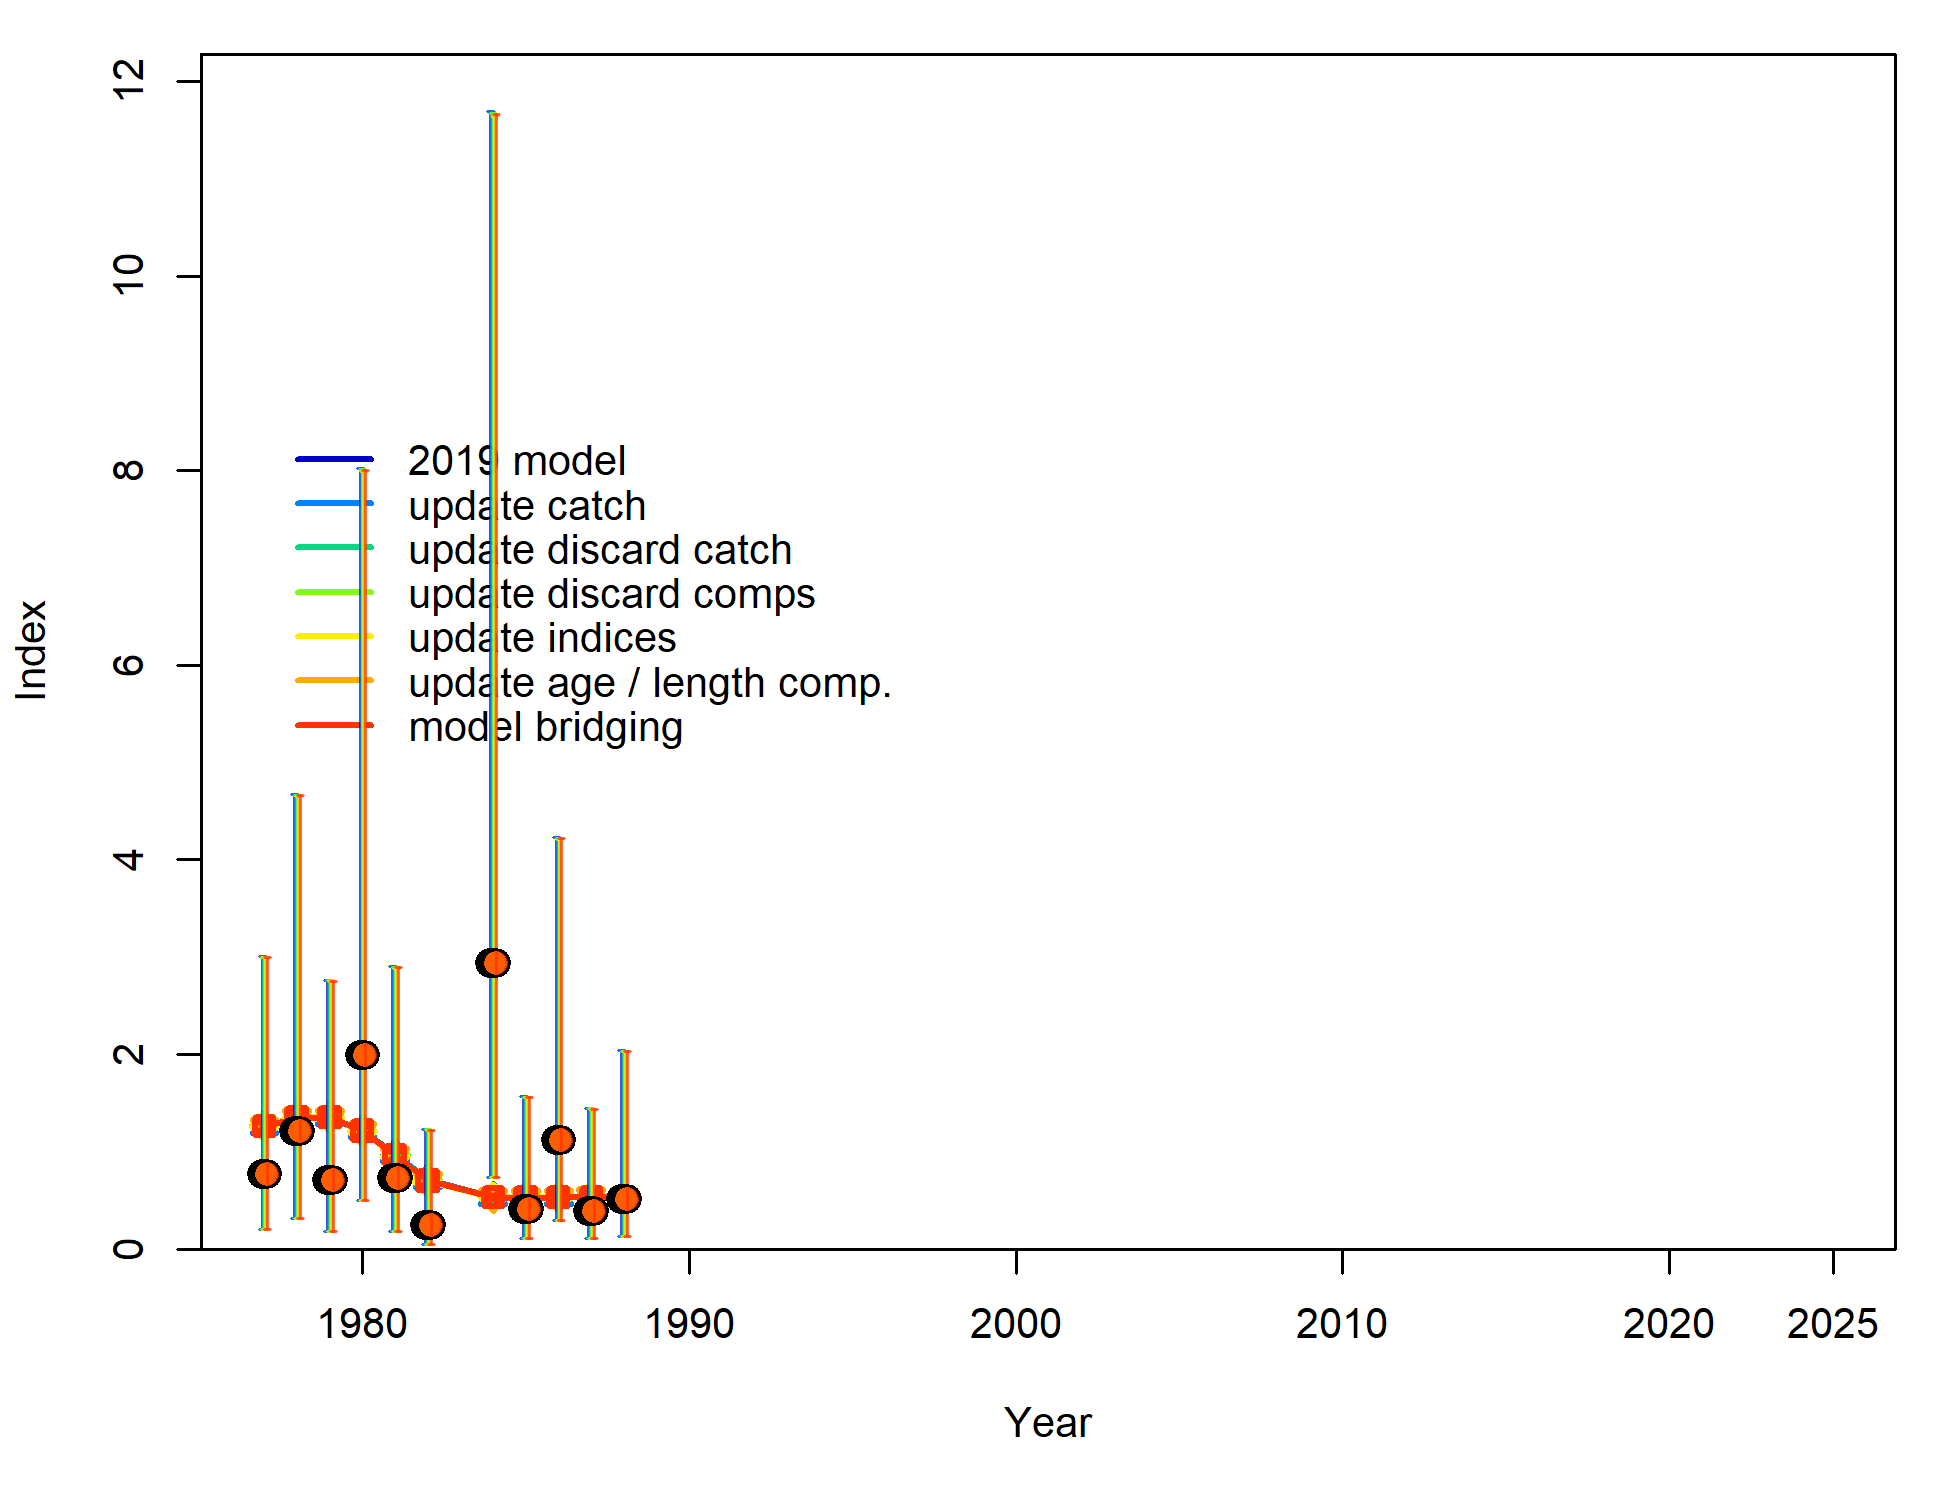 12
10
8
6
4
2
0
Index
2019 model
update catch
update discard catch
update discard comps
update indices
update age / length comp.
model bridging
1980 1990 2000 2010 2020 2025
Year